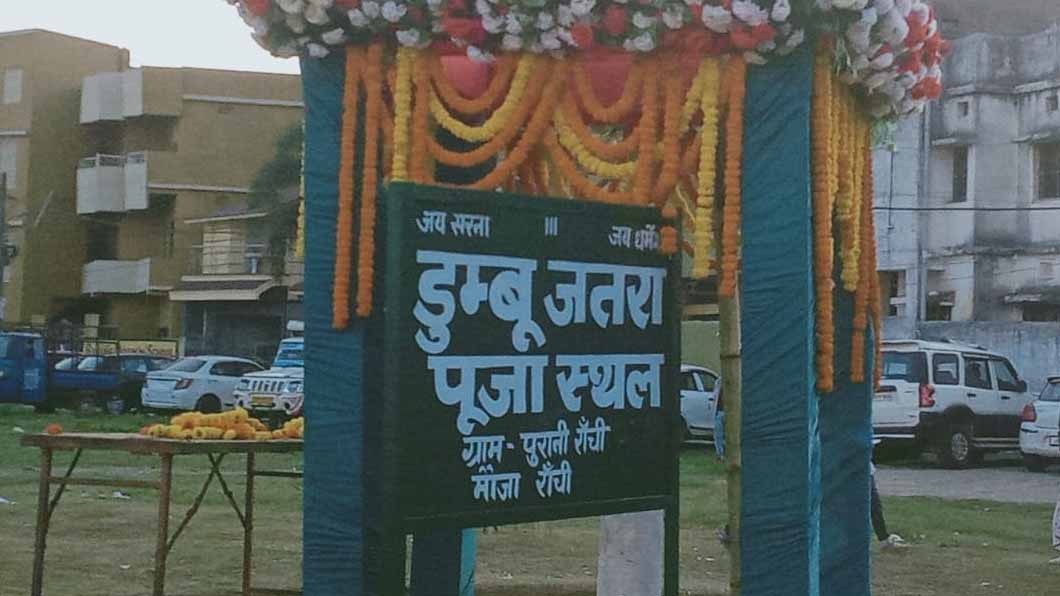 जय सरना ||| जय धर्मे
डुम्बू जतरा
पूजा स्थल
ग्राम - पुरानी राँची
मौजा राँची